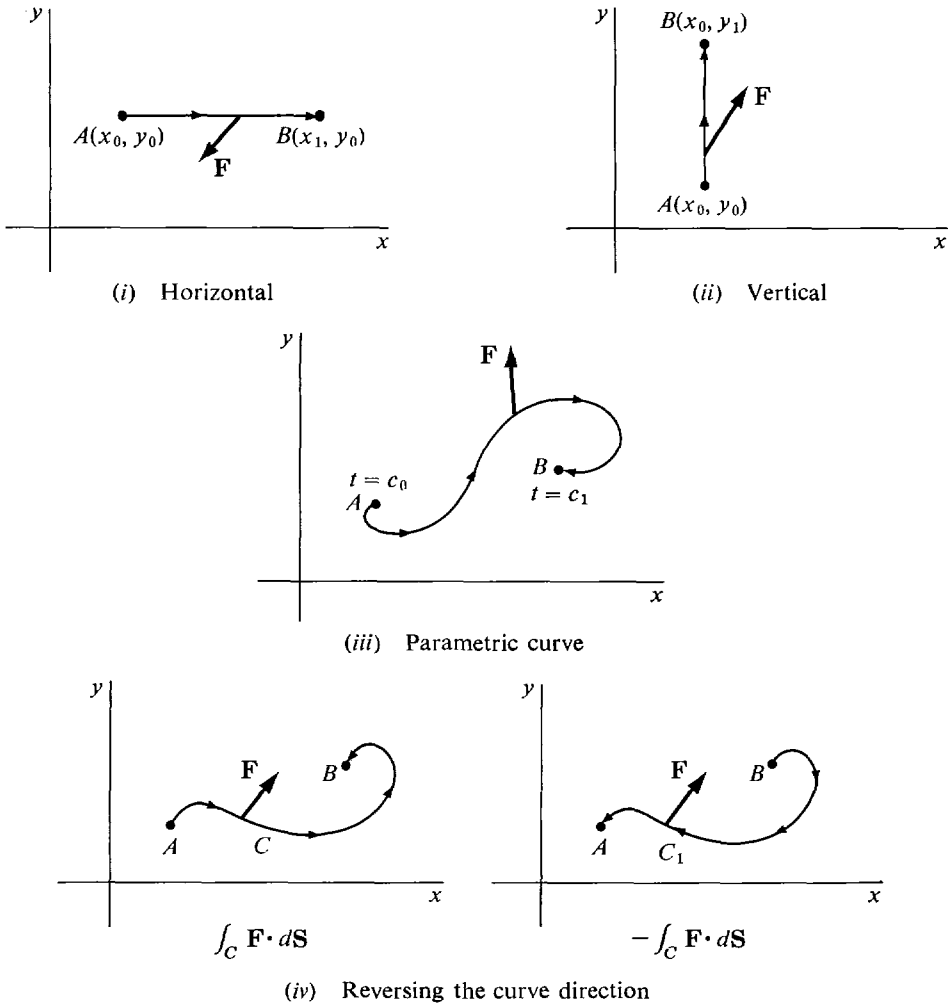 y
A(x₀, y₀)
B(x₁, y₀)
F
x
(i) Horizontal
y
B(x₀, y₁)
F
A(x₀, y₀)
x
(ii) Vertical
y
F
t = c₀
A
B
t = c₁
x
(iii) Parametric curve
y
F
B
A
C
x
∫_C F · dS
y
F
B
A
C₁
x
− ∫_C F · dS
(iv) Reversing the curve direction